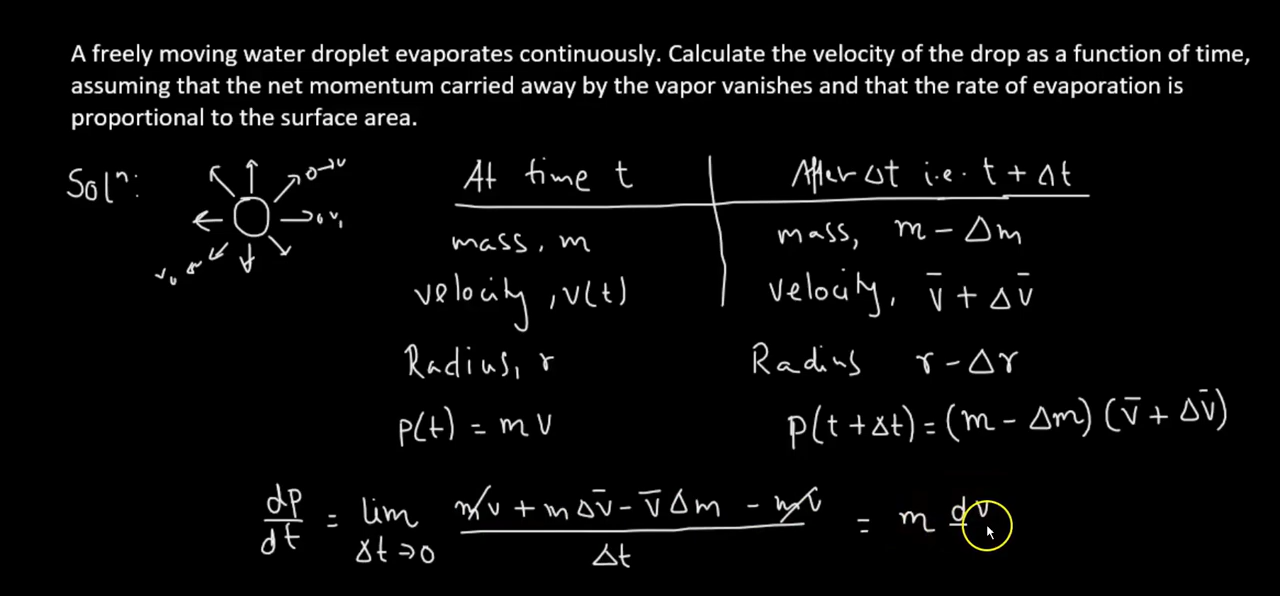 A freely moving water droplet evaporates continuously. Calculate the velocity of the drop as a function of time,
assuming that the net momentum carried away by the vapor vanishes and that the rate of evaporation is
proportional to the surface area.
Solⁿ:
v
v₁
v₀
At time t
After Δt i.e. t + Δt
mass, m
mass, m - Δm
velocity, v(t)
velocity, v̄ + Δv̄
Radius, r
Radius r - Δr
p(t) = mv
p(t + Δt) = (m - Δm) (v̄ + Δv̄)
dp/dt = lim Δt→0 (mv + mΔv̄ - v̄Δm - mv)/Δt = m dv